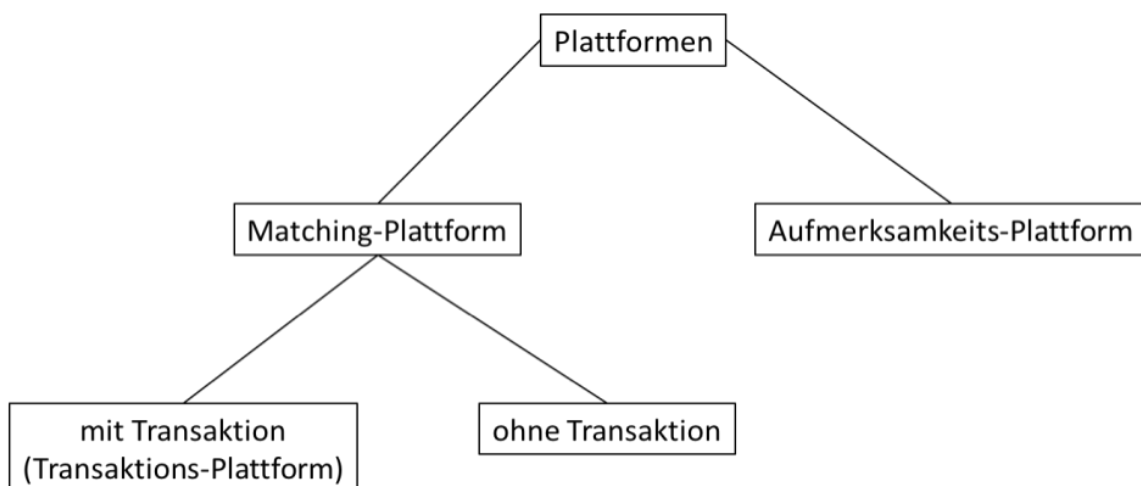 Plattformen
Matching-Plattform
Aufmerksamkeits-Plattform
mit Transaktion
(Transaktions-Plattform)
ohne Transaktion